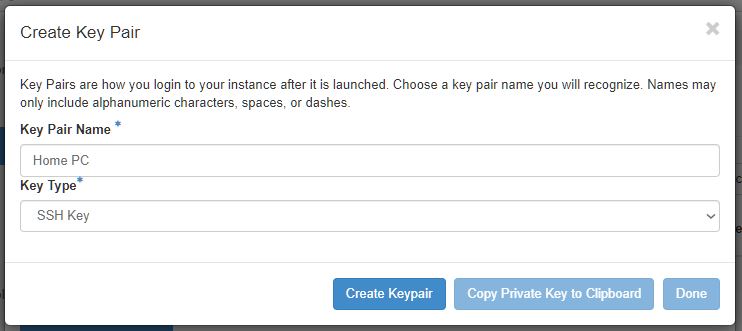 Create Key Pair
×
Key Pairs are how you login to your instance after it is launched. Choose a key pair name you will recognize. Names may
only include alphanumeric characters, spaces, or dashes.
Key Pair Name *
Home PC
Key Type*
SSH Key
Create Keypair
Copy Private Key to Clipboard
Done